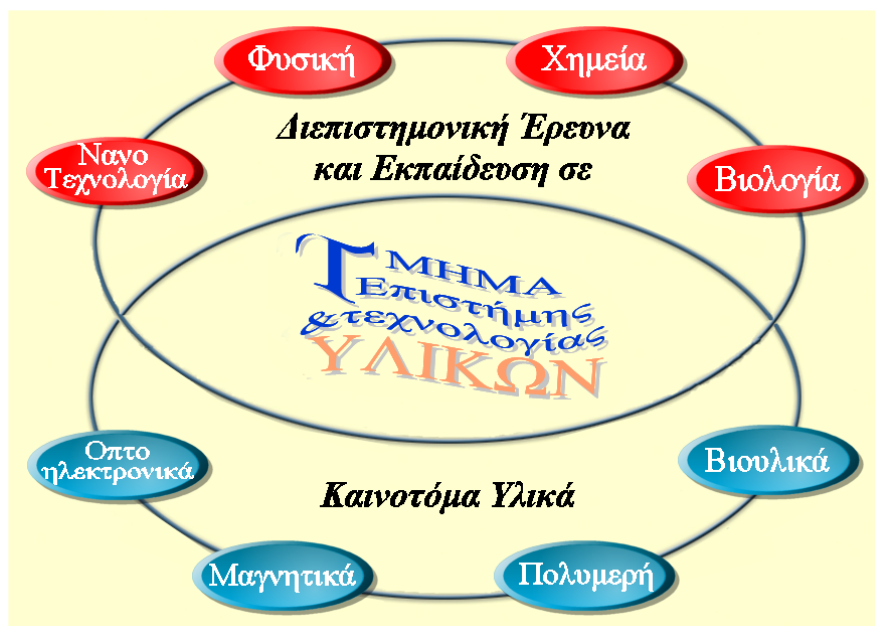 Φυσική
Χημεία
Διεπιστημονική Έρευνα
και Εκπαίδευση σε
Νανο
Τεχνολογία
Βιολογία
ΤΜΗΜΑ
Επιστήμης
&τεχνολογίας
ΥΛΙΚΩΝ
Οπτο
ηλεκτρονικά
Βιουλικά
Καινοτόμα Υλικά
Μαγνητικά
Πολυμερή